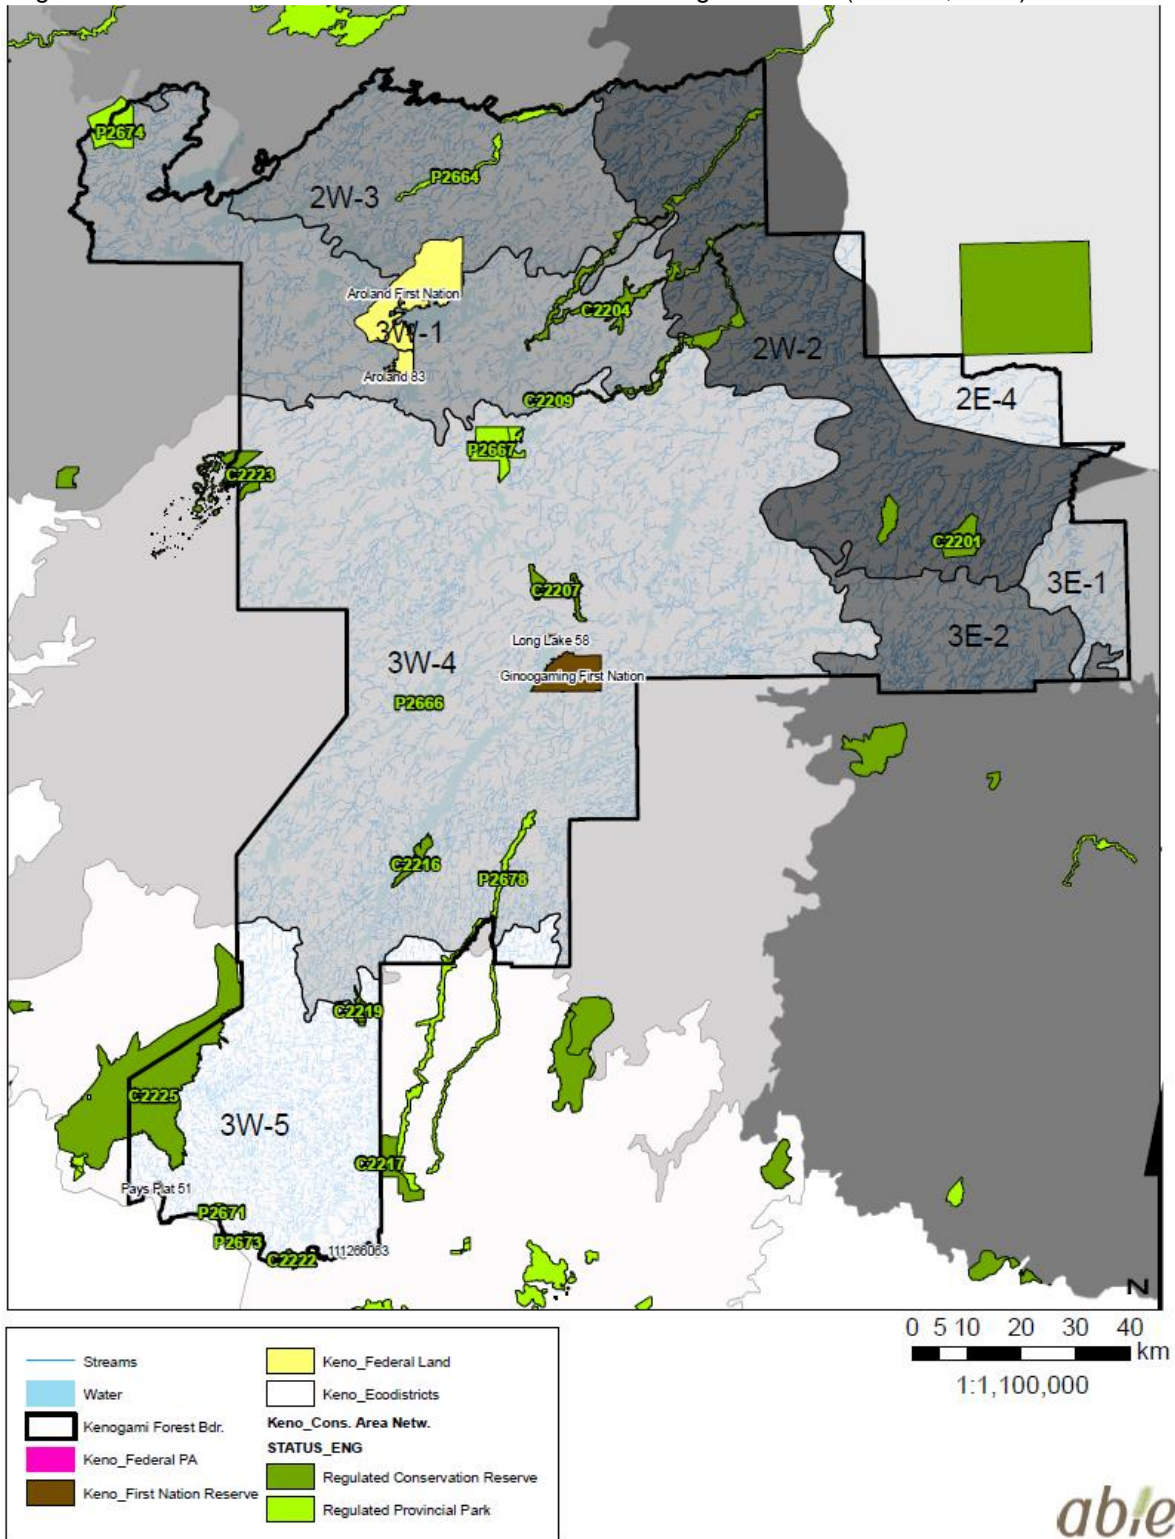 P2674
P2664
2W-3
Aroland First Nation
C2204
3W-1
2W-2
Aroland 83
C2209
2E-4
P2667
C2223
C2201
C2207
3E-1
Long Lake 58
3E-2
3W-4
Ginoogaming First Nation
P2666
C2216
P2678
C2219
C2225
3W-5
C2217
Pays Plat 51
P2671
P2673
C2222
111266063
N
0 5 10 20 30 40
km
1:1,100,000
Streams
Water
Kenogami Forest Bdr.
Keno_Federal PA
Keno_First Nation Reserve
Keno_Federal Land
Keno_Ecodistricts
Keno_Cons. Area Netw.
STATUS_ENG
Regulated Conservation Reserve
Regulated Provincial Park
able